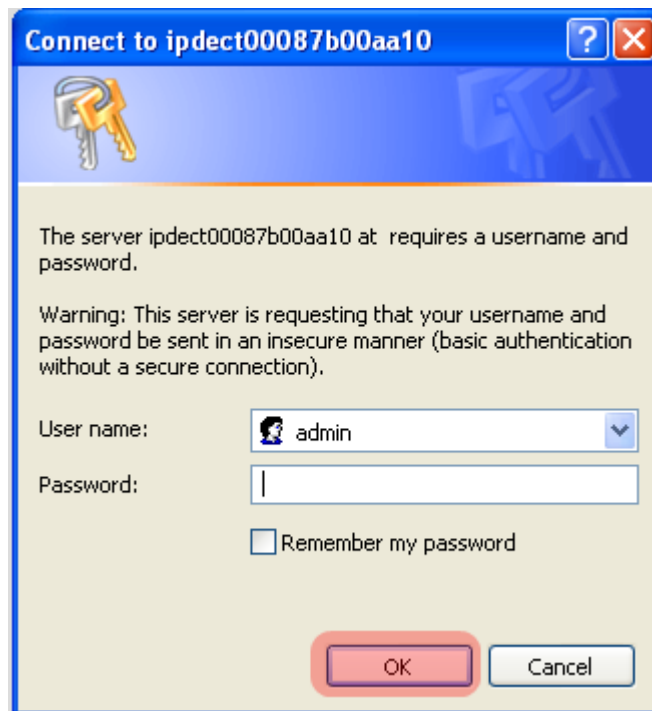 Connect to ipdect00087b00aa10
The server ipdect00087b00aa10 at  requires a username and
password.
Warning: This server is requesting that your username and
password be sent in an insecure manner (basic authentication
without a secure connection).
User name:
admin
Password:
Remember my password
OK
Cancel